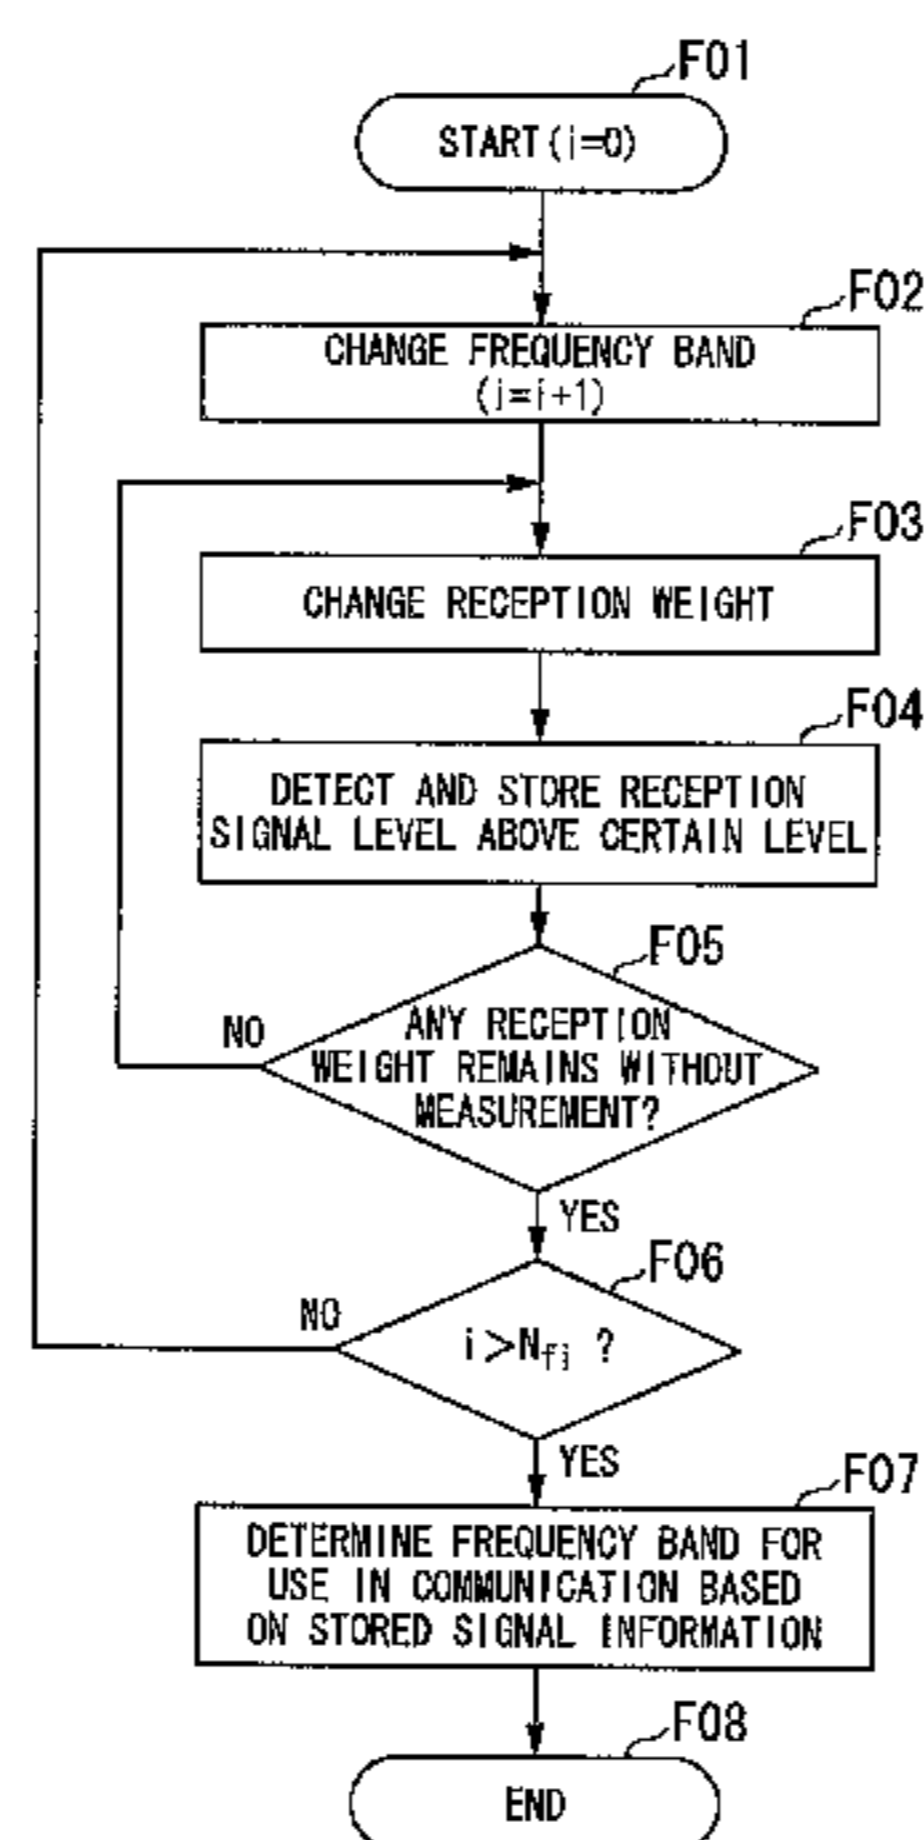 F01
START(i=0)
F02
CHANGE FREQUENCY BAND
(i=i+1)
F03
CHANGE RECEPTION WEIGHT
F04
DETECT AND STORE RECEPTION
SIGNAL LEVEL ABOVE CERTAIN LEVEL
F05
NO
ANY RECEPTION
WEIGHT REMAINS WITHOUT
MEASUREMENT?
YES
F06
NO
i>Nfi ?
YES
F07
DETERMINE FREQUENCY BAND FOR
USE IN COMMUNICATION BASED
ON STORED SIGNAL INFORMATION
F08
END